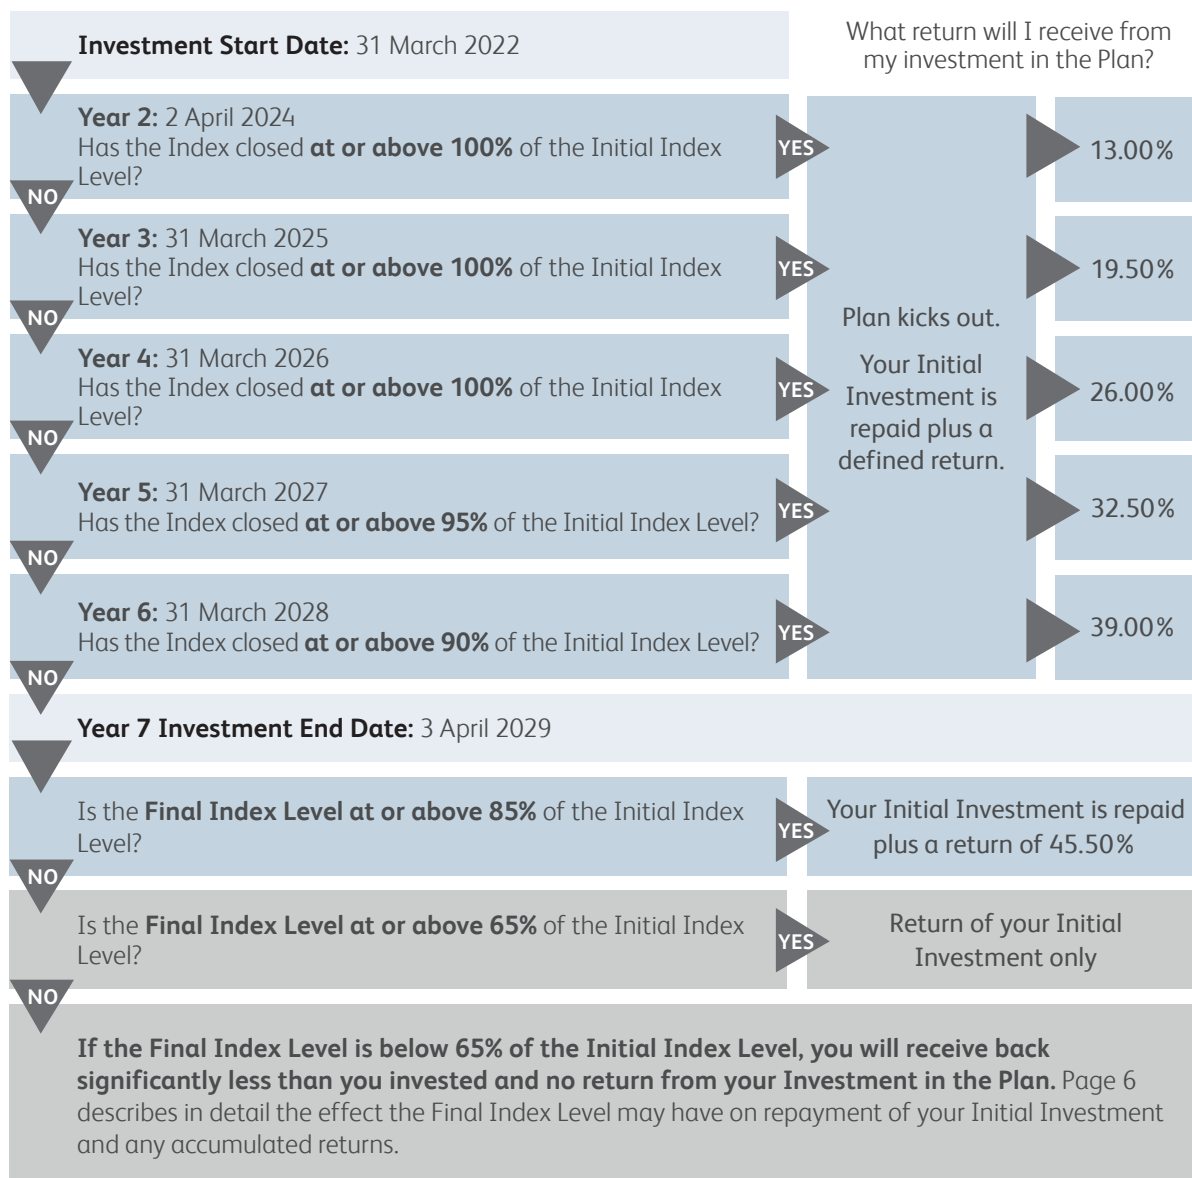 Investment Start Date: 31 March 2022
What return will I receive from
my investment in the Plan?
Year 2: 2 April 2024
Has the Index closed at or above 100% of the Initial Index
Level?
YES
13.00%
NO
Year 3: 31 March 2025
Has the Index closed at or above 100% of the Initial Index
Level?
YES
19.50%
NO
Plan kicks out.
Your Initial
Investment is
repaid plus a
defined return.
Year 4: 31 March 2026
Has the Index closed at or above 100% of the Initial Index
Level?
YES
26.00%
NO
Year 5: 31 March 2027
Has the Index closed at or above 95% of the Initial Index Level?
YES
32.50%
NO
Year 6: 31 March 2028
Has the Index closed at or above 90% of the Initial Index Level?
YES
39.00%
NO
Year 7 Investment End Date: 3 April 2029
Is the Final Index Level at or above 85% of the Initial Index
Level?
YES
Your Initial Investment is repaid
plus a return of 45.50%
NO
Is the Final Index Level at or above 65% of the Initial Index
Level?
YES
Return of your Initial
Investment only
NO
If the Final Index Level is below 65% of the Initial Index Level, you will receive back
significantly less than you invested and no return from your Investment in the Plan. Page 6
describes in detail the effect the Final Index Level may have on repayment of your Initial Investment
and any accumulated returns.